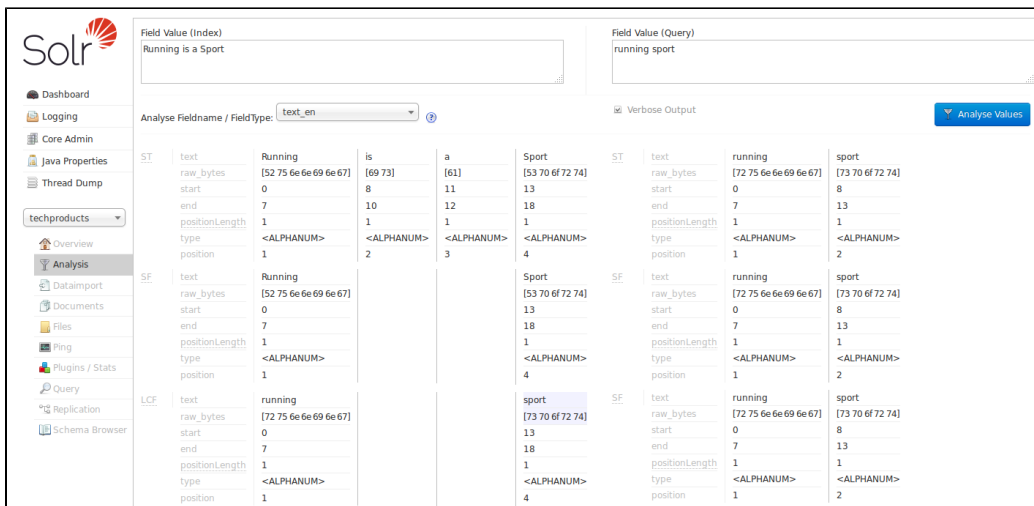 Solr
Dashboard
Logging
Core Admin
Java Properties
Thread Dump
techproducts
Overview
Analysis
Dataimport
Documents
Files
Ping
Plugins / Stats
Query
Replication
Schema Browser
Field Value (Index)
Running is a Sport
Field Value (Query)
running sport
Analyse Fieldname / FieldType: text_en ?
Verbose Output
Analyse Values
ST text Running is a Sport
raw_bytes [52 75 6e 6e 69 6e 67] [69 73] [61] [53 70 6f 72 74]
start 0 8 11 13
end 7 10 12 18
positionLength 1 1 1 1
type <ALPHANUM> <ALPHANUM> <ALPHANUM> <ALPHANUM>
position 1 2 3 4
SF text Running Sport
raw_bytes [52 75 6e 6e 69 6e 67] [53 70 6f 72 74]
start 0 13
end 7 18
positionLength 1 1
type <ALPHANUM> <ALPHANUM>
position 1 4
LCF text running sport
raw_bytes [72 75 6e 6e 69 6e 67] [73 70 6f 72 74]
start 0 13
end 7 18
positionLength 1 1
type <ALPHANUM> <ALPHANUM>
position 1 4
ST text running sport
raw_bytes [72 75 6e 6e 69 6e 67] [73 70 6f 72 74]
start 0 8
end 7 13
positionLength 1 1
type <ALPHANUM> <ALPHANUM>
position 1 2
SF text running sport
raw_bytes [72 75 6e 6e 69 6e 67] [73 70 6f 72 74]
start 0 8
end 7 13
positionLength 1 1
type <ALPHANUM> <ALPHANUM>
position 1 2
SF text running sport
raw_bytes [72 75 6e 6e 69 6e 67] [73 70 6f 72 74]
start 0 8
end 7 13
positionLength 1 1
type <ALPHANUM> <ALPHANUM>
position 1 2